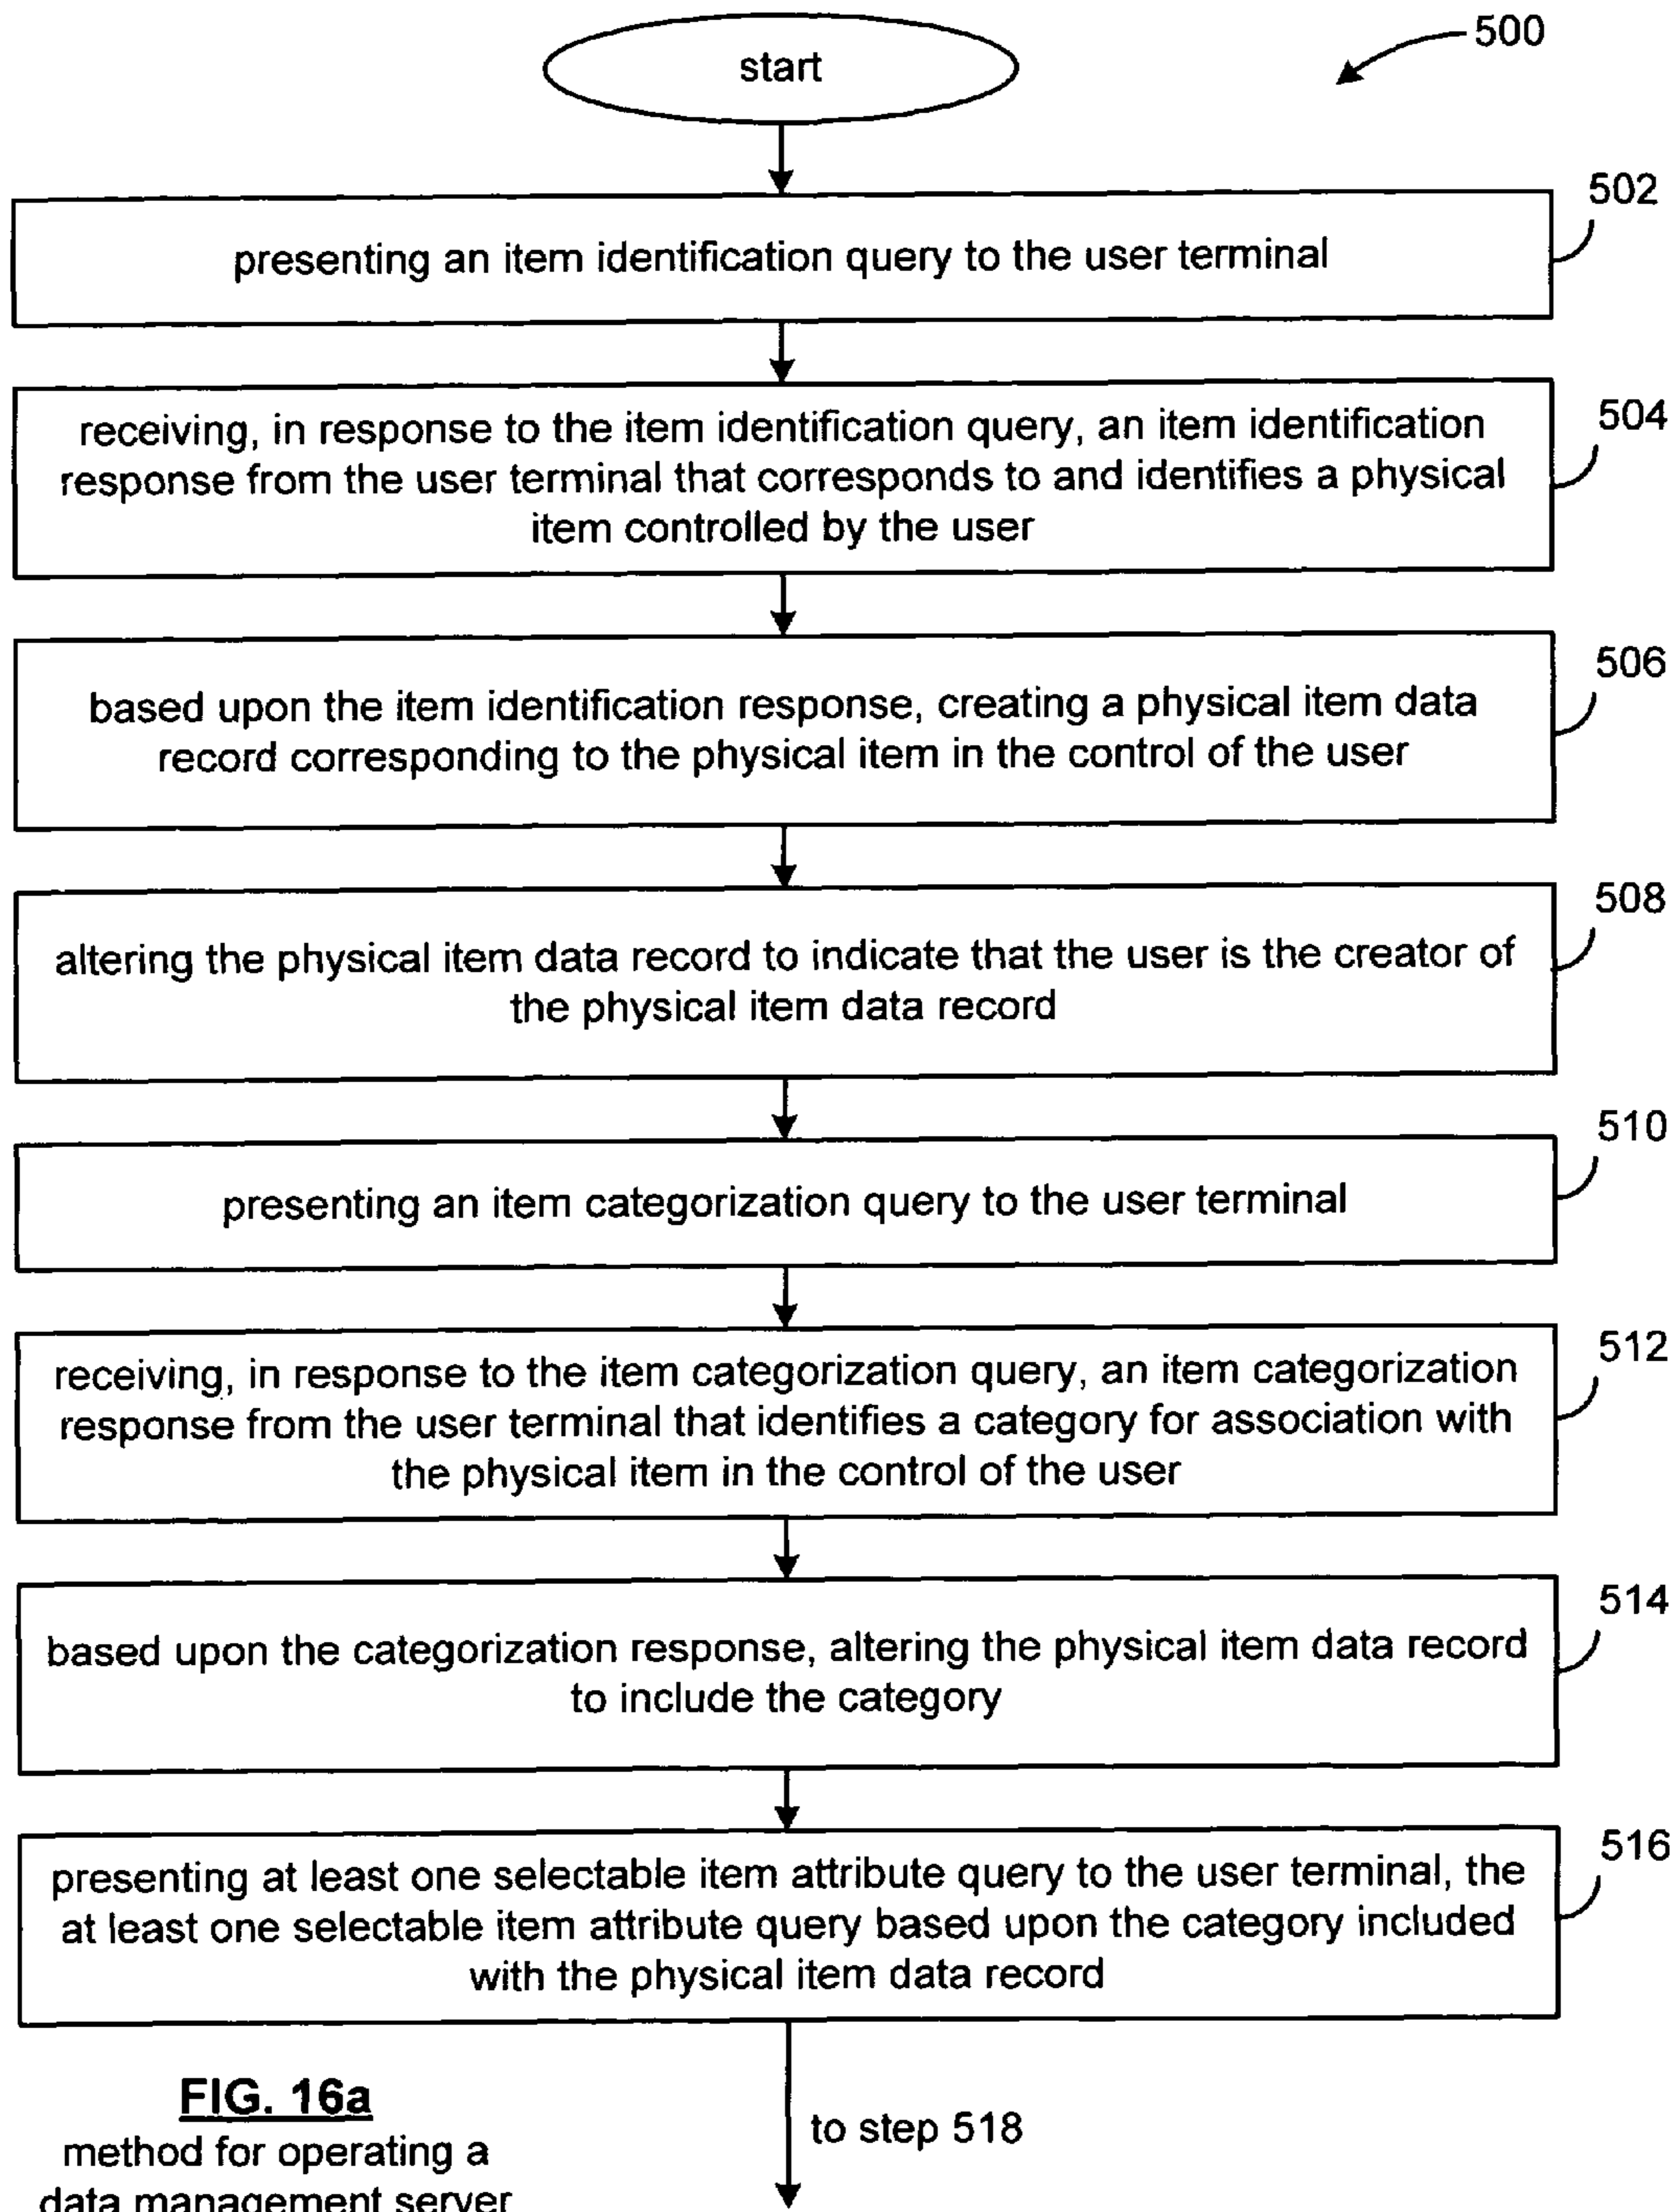 start
500
502
presenting an item identification query to the user terminal
504
receiving, in response to the item identification query, an item identification
response from the user terminal that corresponds to and identifies a physical
item controlled by the user
506
based upon the item identification response, creating a physical item data
record corresponding to the physical item in the control of the user
508
altering the physical item data record to indicate that the user is the creator of
the physical item data record
510
presenting an item categorization query to the user terminal
512
receiving, in response to the item categorization query, an item categorization
response from the user terminal that identifies a category for association with
the physical item in the control of the user
514
based upon the categorization response, altering the physical item data record
to include the category
516
presenting at least one selectable item attribute query to the user terminal, the
at least one selectable item attribute query based upon the category included
with the physical item data record
to step 518
FIG. 16a
method for operating a
data management server